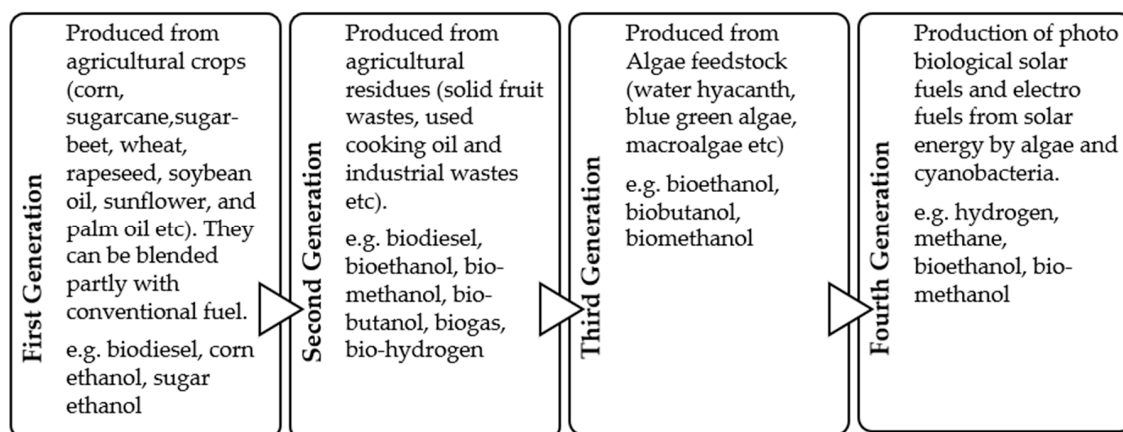 First Generation
Produced from
agricultural crops
(corn,
sugarcane,sugar-
beet, wheat,
rapeseed, soybean
oil, sunflower, and
palm oil etc). They
can be blended
partly with
conventional fuel.
e.g. biodiesel, corn
ethanol, sugar
ethanol
Second Generation
Produced from
agricultural
residues (solid fruit
wastes, used
cooking oil and
industrial wastes
etc).
e.g. biodiesel,
bioethanol, bio-
methanol, bio-
butanol, biogas,
bio-hydrogen
Third Generation
Produced from
Algae feedstock
(water hyacanth,
blue green algae,
macroalgae etc)
e.g. bioethanol,
biobutanol,
biomethanol
Fourth Generation
Production of photo
biological solar
fuels and electro
fuels from solar
energy by algae and
cyanobacteria.
e.g. hydrogen,
methane,
bioethanol, bio-
methanol